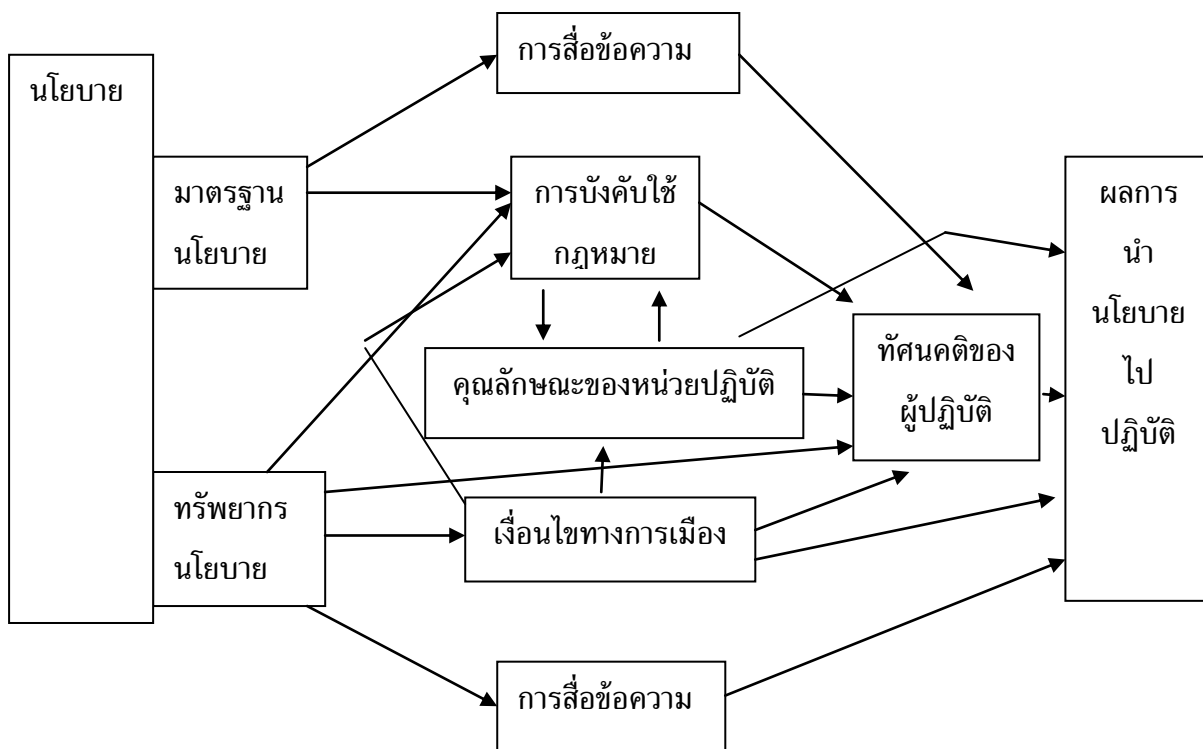 การสื่อข้อความ
นโยบาย
มาตรฐาน
นโยบาย
การบังคับใช้
กฎหมาย
ผลการ
นำ
นโยบาย
ไป
ปฏิบัติ
คุณลักษณะของหน่วยปฏิบัติ
ทัศนคติของ
ผู้ปฏิบัติ
ทรัพยากร
นโยบาย
เงื่อนไขทางการเมือง
การสื่อข้อความ